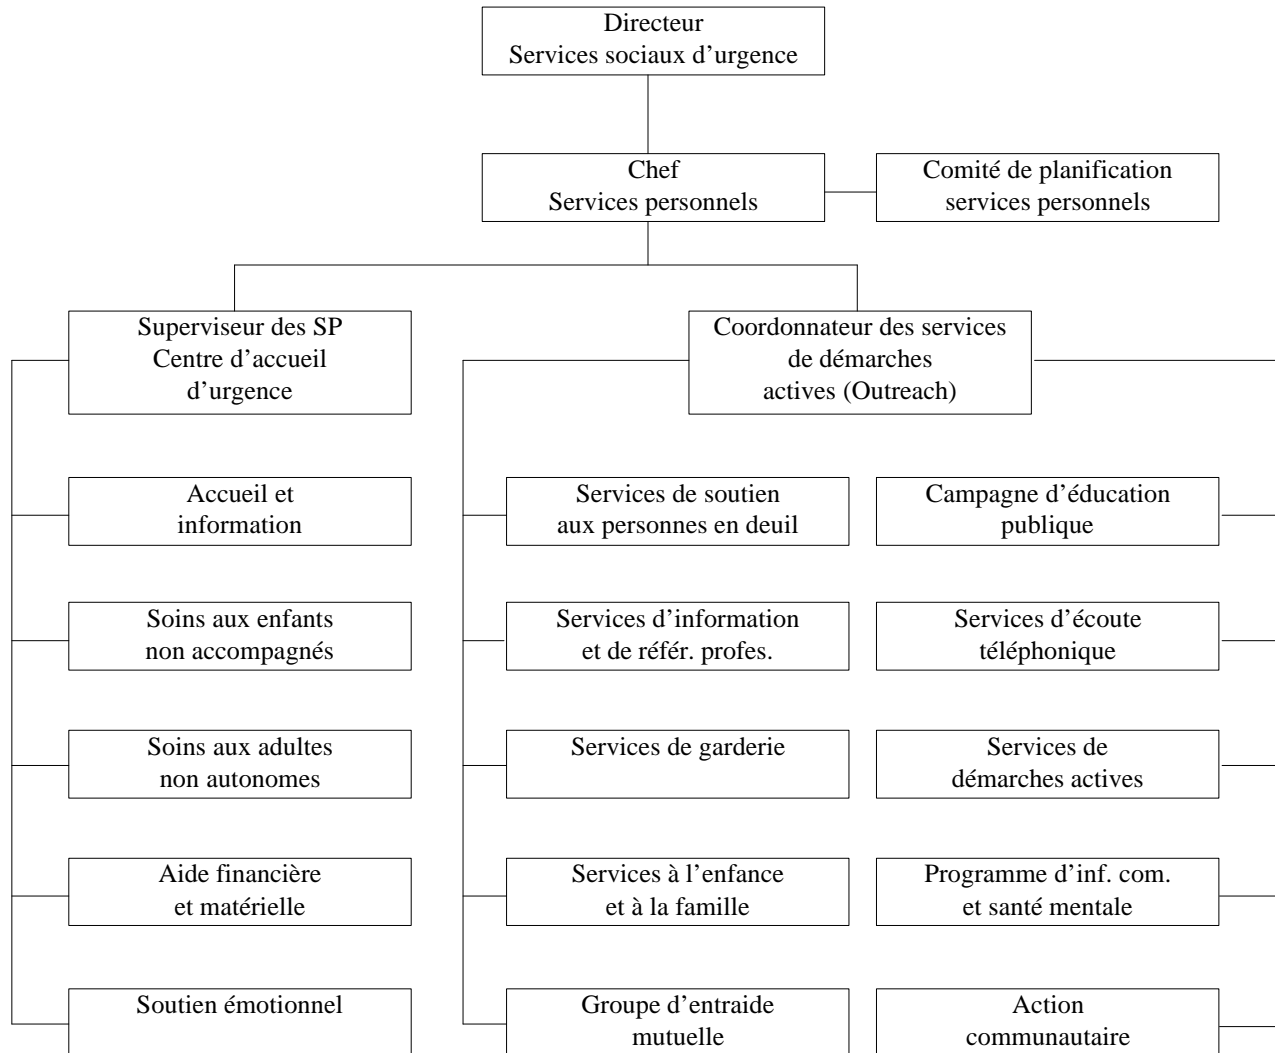 Directeur
Services sociaux d’urgence
Chef
Services personnels
Comité de planification
services personnels
Superviseur des SP
Centre d’accueil
d’urgence
Coordonnateur des services
de démarches
actives (Outreach)
Accueil et
information
Services de soutien
aux personnes en deuil
Campagne d’éducation
publique
Soins aux enfants
non accompagnés
Services d’information
et de référ. profes.
Services d’écoute
téléphonique
Soins aux adultes
non autonomes
Services de garderie
Services de
démarches actives
Aide financière
et matérielle
Services à l’enfance
et à la famille
Programme d’inf. com.
et santé mentale
Soutien émotionnel
Groupe d’entraide
mutuelle
Action
communautaire